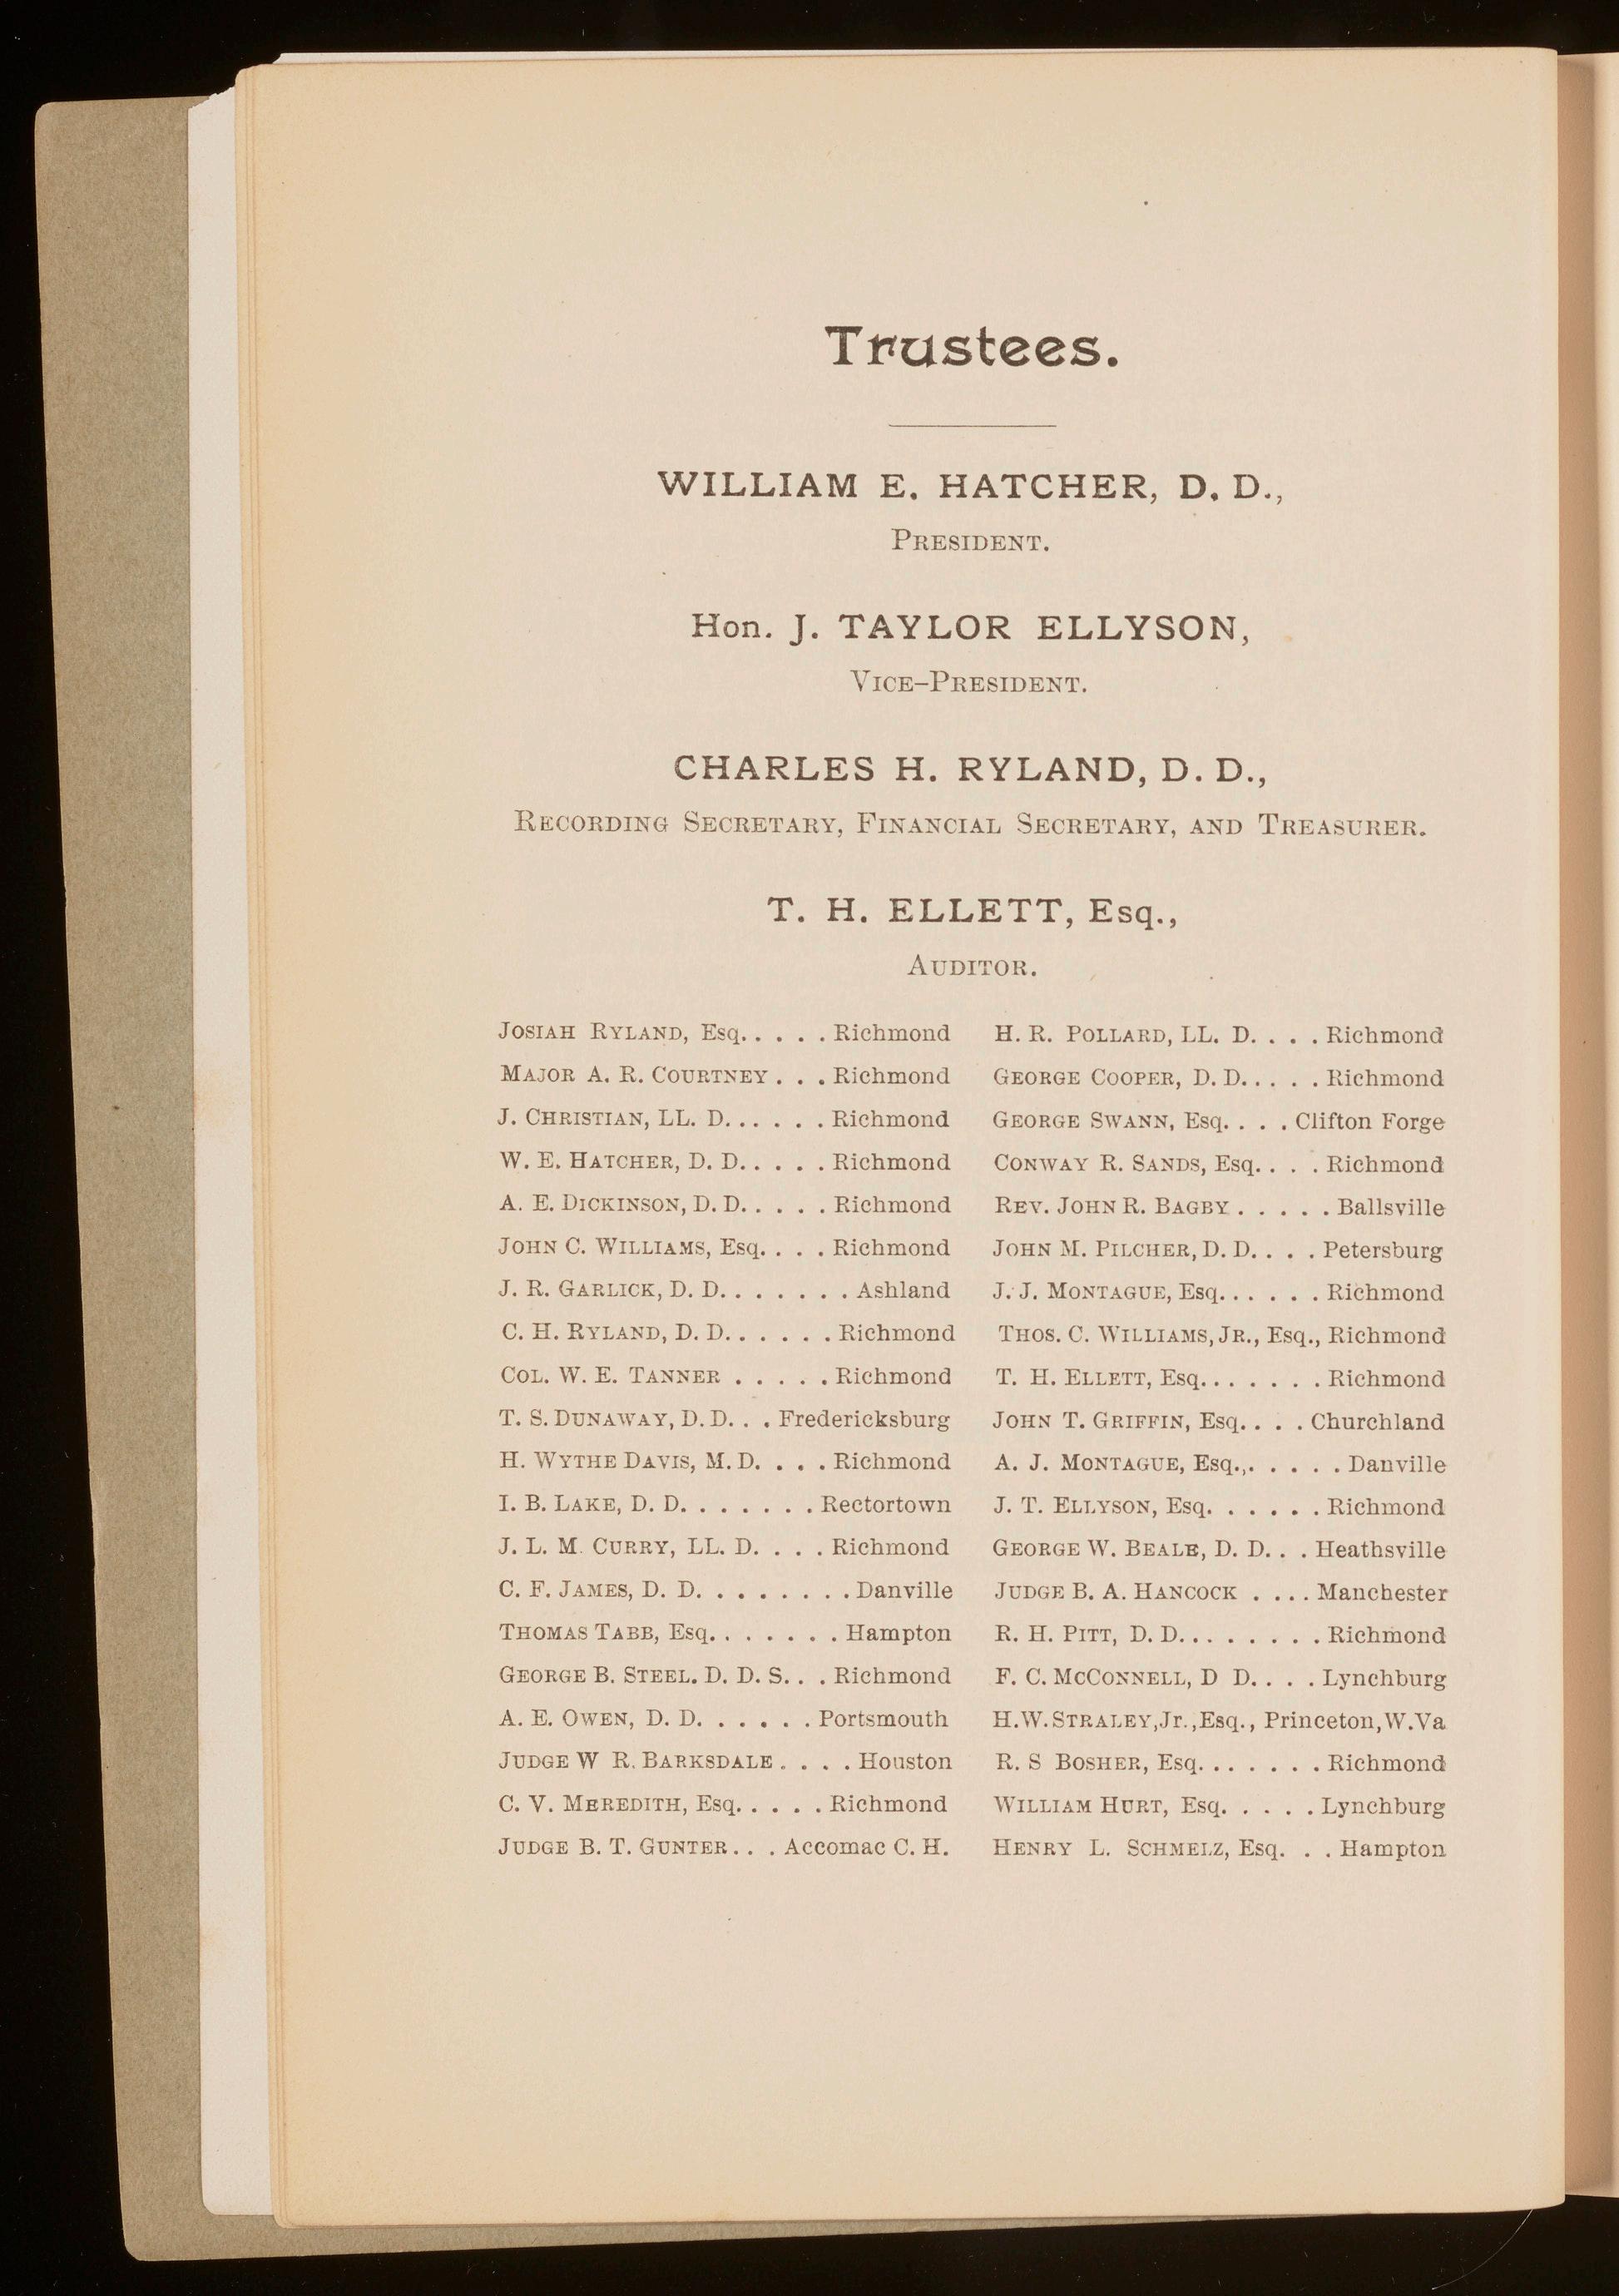 Trustees.
WILLIAM E. HATCHER, D. D.,
PRESIDENT.
Hon. J. TAYLOR ELLYSON,
VICE-PRESIDENT.
CHARLES H. RYLAND, D. D.,
RECORDING SECRETARY, FINANCIAL SECRETARY, AND TREASURER.
T. H. ELLETT, Esq.,
AUDITOR.
JOSIAH RYLAND, Esq. . . . . Richmond
MAJOR A. R. COURTNEY . . . Richmond
J. CHRISTIAN, LL. D. . . . . . Richmond
W. E. HATCHER, D. D. . . . . Richmond
A. E. DICKINSON, D. D. . . . . Richmond
JOHN C. WILLIAMS, Esq. . . . Richmond
J. R. GARLICK, D. D. . . . . . . Ashland
C. H. RYLAND, D. D. . . . . . Richmond
COL. W. E. TANNER . . . . . Richmond
T. S. DUNAWAY, D. D. . . Fredericksburg
H. WYTHE DAVIS, M. D. . . . Richmond
I. B. LAKE, D. D. . . . . . . Rectortown
J. L. M. CURRY, LL. D. . . . Richmond
C. F. JAMES, D. D. . . . . . . . Danville
THOMAS TABB, Esq. . . . . . . Hampton
GEORGE B. STEEL. D. D. S. . . Richmond
A. E. OWEN, D. D. . . . . . Portsmouth
JUDGE W R. BARKSDALE . . . . Houston
C. V. MEREDITH, Esq. . . . . Richmond
JUDGE B. T. GUNTER . . . Accomac C. H.
H. R. POLLARD, LL. D. . . . Richmond
GEORGE COOPER, D. D. . . . . Richmond
GEORGE SWANN, Esq. . . . Clifton Forge
CONWAY R. SANDS, Esq. . . . Richmond
REV. JOHN R. BAGBY . . . . . Ballsville
JOHN M. PILCHER, D. D. . . . Petersburg
J. J. MONTAGUE, Esq. . . . . . Richmond
THOS. C. WILLIAMS, JR., Esq., Richmond
T. H. ELLETT, Esq. . . . . . . Richmond
JOHN T. GRIFFIN, Esq. . . . Churchland
A. J. MONTAGUE, Esq.,. . . . . Danville
J. T. ELLYSON, Esq. . . . . . Richmond
GEORGE W. BEALE, D. D. . . Heathsville
JUDGE B. A. HANCOCK . . . . Manchester
R. H. PITT, D. D. . . . . . . . Richmond
F. C. MCCONNELL, D D. . . . Lynchburg
H.W. STRALEY, Jr., Esq., Princeton, W.Va
R. S BOSHER, Esq. . . . . . . Richmond
WILLIAM HURT, Esq. . . . . Lynchburg
HENRY L. SCHMELZ, Esq. . . Hampton